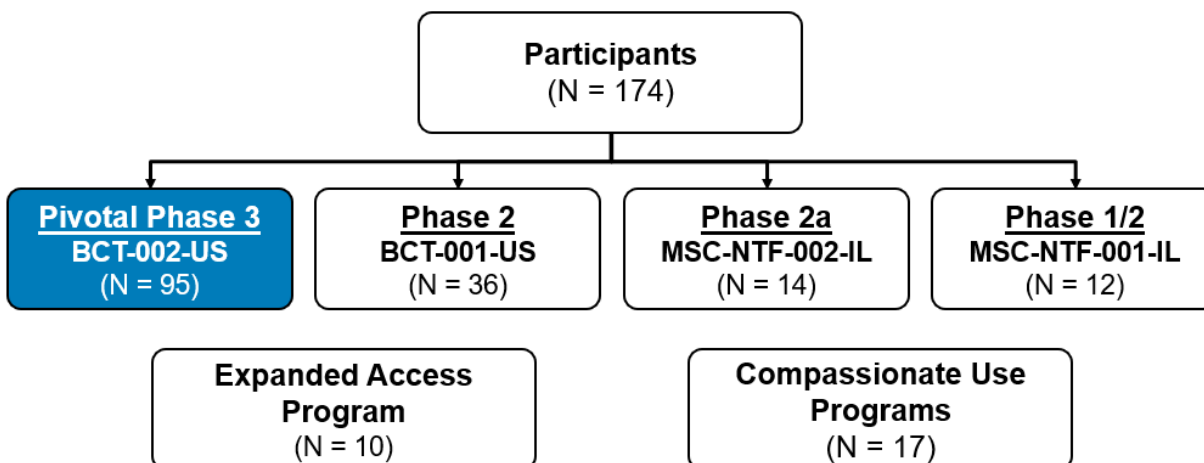 Participants
(N = 174)
Pivotal Phase 3
BCT-002-US
(N = 95)
Phase 2
BCT-001-US
(N = 36)
Phase 2a
MSC-NTF-002-IL
(N = 14)
Phase 1/2
MSC-NTF-001-IL
(N = 12)
Expanded Access
Program
(N = 10)
Compassionate Use
Programs
(N = 17)